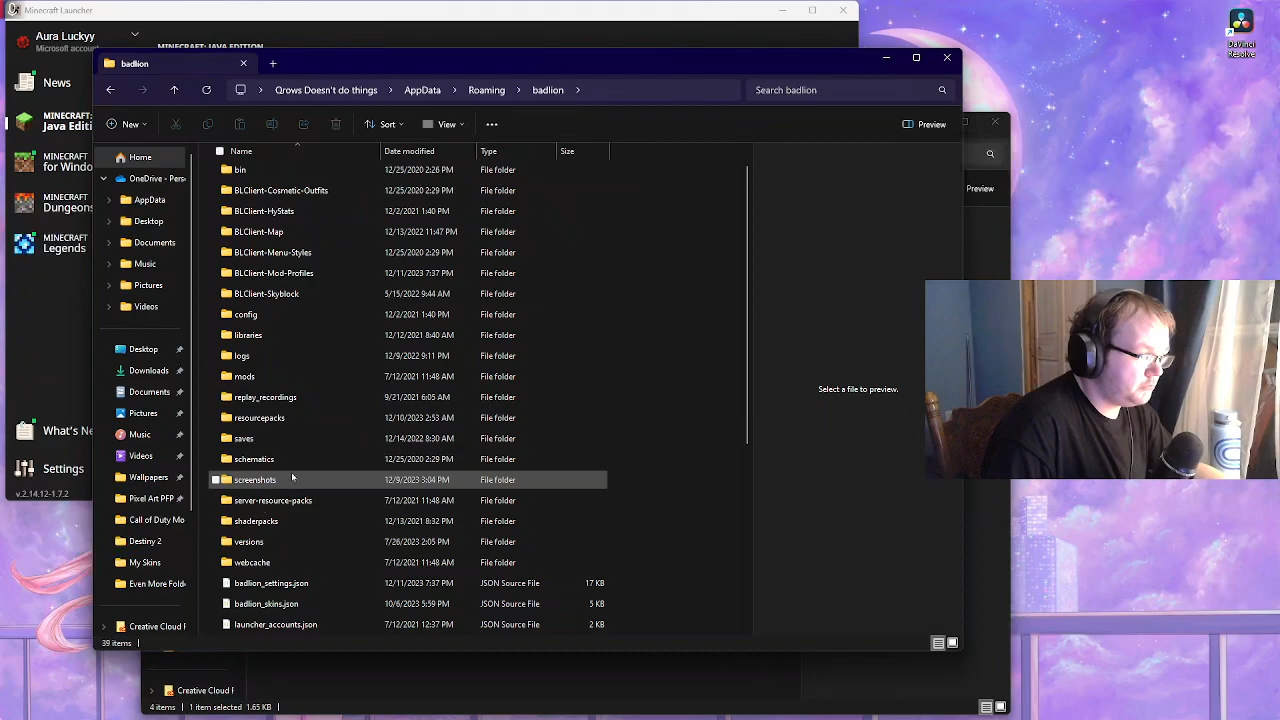 Minecraft Launcher
Aura Luckyy
Microsoft account
News
MINECRAFT:
Java Editi
MINECRAFT
for Windo
MINECRAFT
Dungeons
MINECRAFT
Legends
What's Ne
Settings
v.2.14.12-1.7.2
MINECRAFT: JAVA EDITION
badlion
Qrows Doesn't do things
AppData
Roaming
badlion
Search badlion
New
Sort
View
Preview
Home
OneDrive - Pers
AppData
Desktop
Documents
Music
Pictures
Videos
Desktop
Downloads
Documents
Pictures
Music
Videos
Wallpapers
Pixel Art PFP
Call of Duty Mo
Destiny 2
My Skins
Even More Fold
Creative Cloud F
Name Date modified Type Size
bin 12/25/2020 2:26 PM File folder
BLClient-Cosmetic-Outfits 12/25/2020 2:29 PM File folder
BLClient-HyStats 12/2/2021 1:40 PM File folder
BLClient-Map 12/13/2022 11:47 PM File folder
BLClient-Menu-Styles 12/25/2020 2:29 PM File folder
BLClient-Mod-Profiles 12/11/2023 7:37 PM File folder
BLClient-Skyblock 5/15/2022 9:44 AM File folder
config 12/2/2021 1:40 PM File folder
libraries 12/12/2021 8:40 AM File folder
logs 12/9/2022 9:11 PM File folder
mods 7/12/2021 11:48 AM File folder
replay_recordings 9/21/2021 6:05 AM File folder
resourcepacks 12/10/2023 2:53 AM File folder
saves 12/14/2022 8:30 AM File folder
schematics 12/25/2020 2:29 PM File folder
screenshots 12/9/2023 3:04 PM File folder
server-resource-packs 7/12/2021 11:48 AM File folder
shaderpacks 12/13/2021 8:32 PM File folder
versions 7/26/2023 2:05 PM File folder
webcache 7/12/2021 11:48 AM File folder
badlion_settings.json 12/11/2023 7:37 PM JSON Source File 17 KB
badlion_skins.json 10/6/2023 5:59 PM JSON Source File 5 KB
launcher_accounts.json 7/12/2021 12:37 PM JSON Source File 2 KB
Select a file to preview.
39 items
Preview
Creative Cloud F
4 items 1 item selected 1.65 KB
DaVinci
Resolve